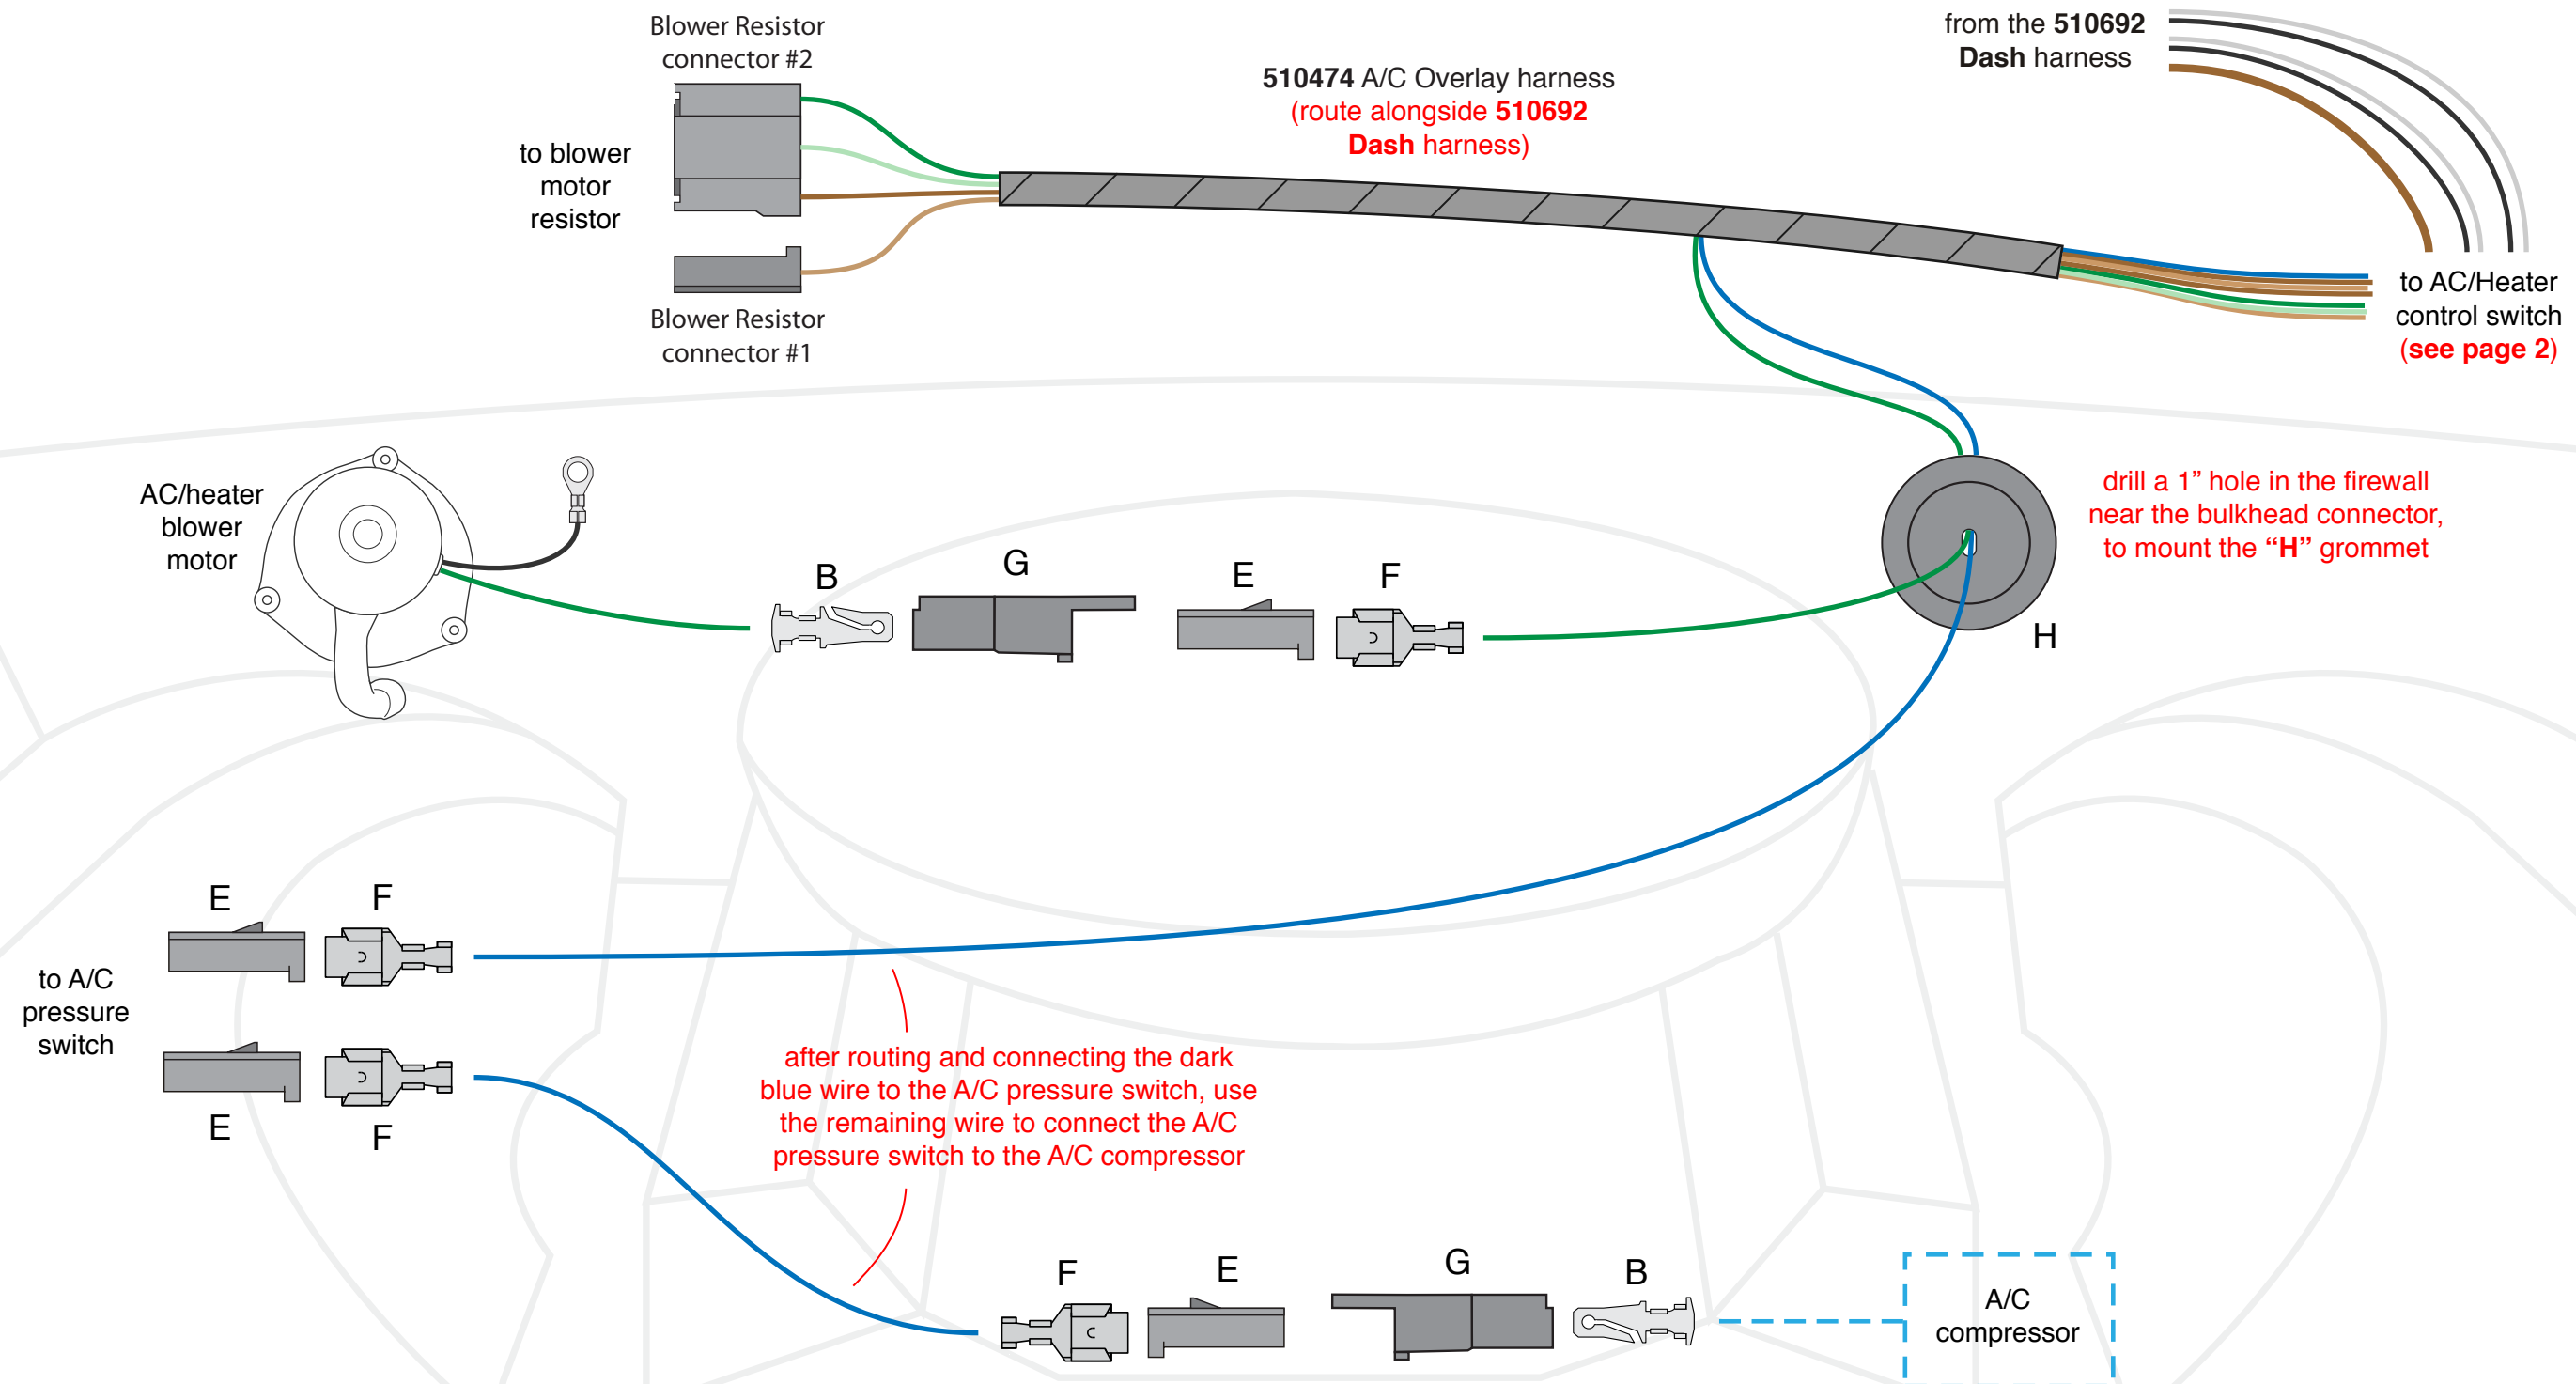 Blower Resistor
connector #2
to blower
motor
resistor
Blower Resistor
connector #1
510474 A/C Overlay harness
(route alongside 510692
Dash harness)
from the 510692
Dash harness
to AC/Heater
control switch
(see page 2)
AC/heater
blower
motor
B
G
E
F
H
drill a 1” hole in the firewall
near the bulkhead connector,
to mount the “H” grommet
E
F
to A/C
pressure
switch
E
F
after routing and connecting the dark
blue wire to the A/C pressure switch, use
the remaining wire to connect the A/C
pressure switch to the A/C compressor
F
E
G
B
A/C
compressor